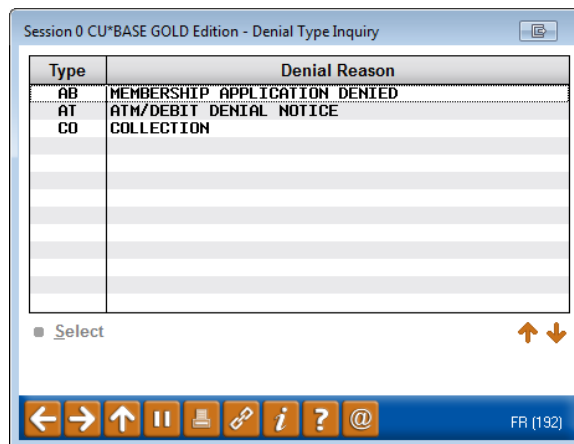 Session 0 CU*BASE GOLD Edition - Denial Type Inquiry
Type Denial Reason
AB MEMBERSHIP APPLICATION DENIED
AT ATM/DEBIT DENIAL NOTICE
CO COLLECTION
Select
i ? @ FR (192)